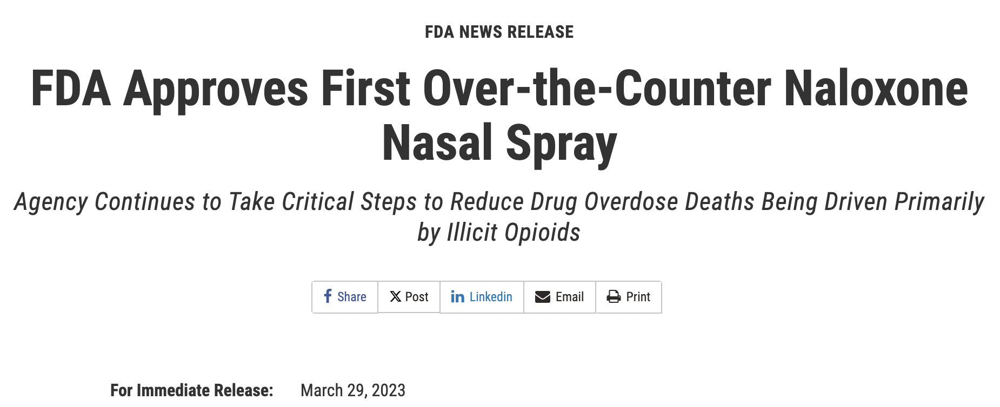 FDA NEWS RELEASE
FDA Approves First Over-the-Counter Naloxone
Nasal Spray
Agency Continues to Take Critical Steps to Reduce Drug Overdose Deaths Being Driven Primarily
by Illicit Opioids
Share Post Linkedin Email Print
For Immediate Release: March 29, 2023